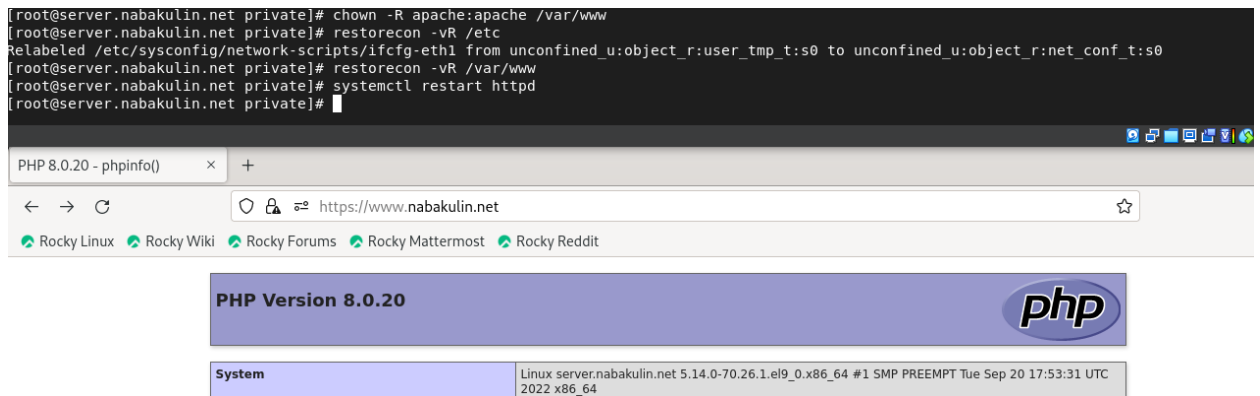 [root@server.nabakulin.net private]# chown -R apache:apache /var/www
[root@server.nabakulin.net private]# restorecon -vR /etc
Relabeled /etc/sysconfig/network-scripts/ifcfg-eth1 from unconfined_u:object_r:user_tmp_t:s0 to unconfined_u:object_r:net_conf_t:s0
[root@server.nabakulin.net private]# restorecon -vR /var/www
[root@server.nabakulin.net private]# systemctl restart httpd
[root@server.nabakulin.net private]#
PHP 8.0.20 - phpinfo()
https://www.nabakulin.net
Rocky Linux Rocky Wiki Rocky Forums Rocky Mattermost Rocky Reddit
PHP Version 8.0.20
php
System Linux server.nabakulin.net 5.14.0-70.26.1.el9_0.x86_64 #1 SMP PREEMPT Tue Sep 20 17:53:31 UTC
2022 x86_64